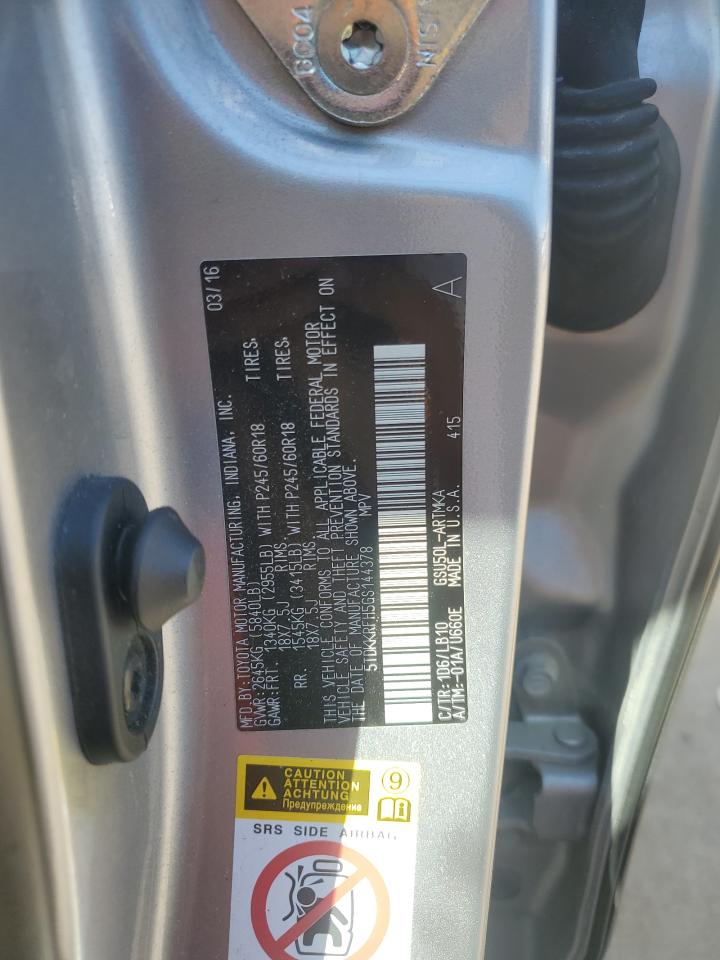 GC04
03/16
MFD.BY:TOYOTA MOTOR MANUFACTURING, INDIANA, INC.
GVWR:2645KG (5840LB)
GAWR:FRT. 1340KG (2955LB) WITH P245/60R18 TIRES,
18X7.5J RIMS
RR. 1545KG (3415LB) WITH P245/60R18 TIRES,
18X7.5J RIMS
THIS VEHICLE CONFORMS TO ALL APPLICABLE FEDERAL MOTOR
VEHICLE SAFETY AND THEFT PREVENTION STANDARDS IN EFFECT ON
THE DATE OF MANUFACTURE SHOWN ABOVE.
5TDKKRFH5GS144378 MPV
C/TR:1D6/LB10 GSU50L-ARTMKA A
A/TM:-01A/U660E MADE IN U.S.A. 415
CAUTION
ATTENTION
ACHTUNG
Предупреждение
9
SRS SIDE AIRBAG